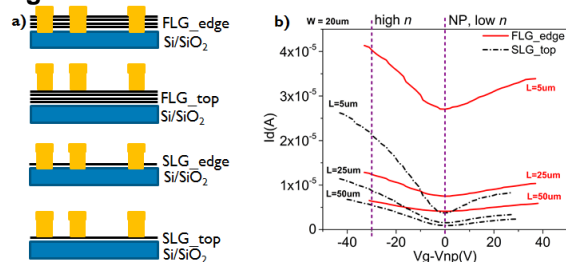 a)
FLG_edge
Si/SiO2
FLG_top
Si/SiO2
SLG_edge
Si/SiO2
SLG_top
Si/SiO2
b)
W = 20um
high n
NP, low n
FLG_edge
SLG_top
4x10^-5
3x10^-5
2x10^-5
1x10^-5
0
Id(A)
L=5um
L=5um
L=25um
L=25um
L=50um
L=50um
-40 -20 0 20 40
Vg-Vnp(V)